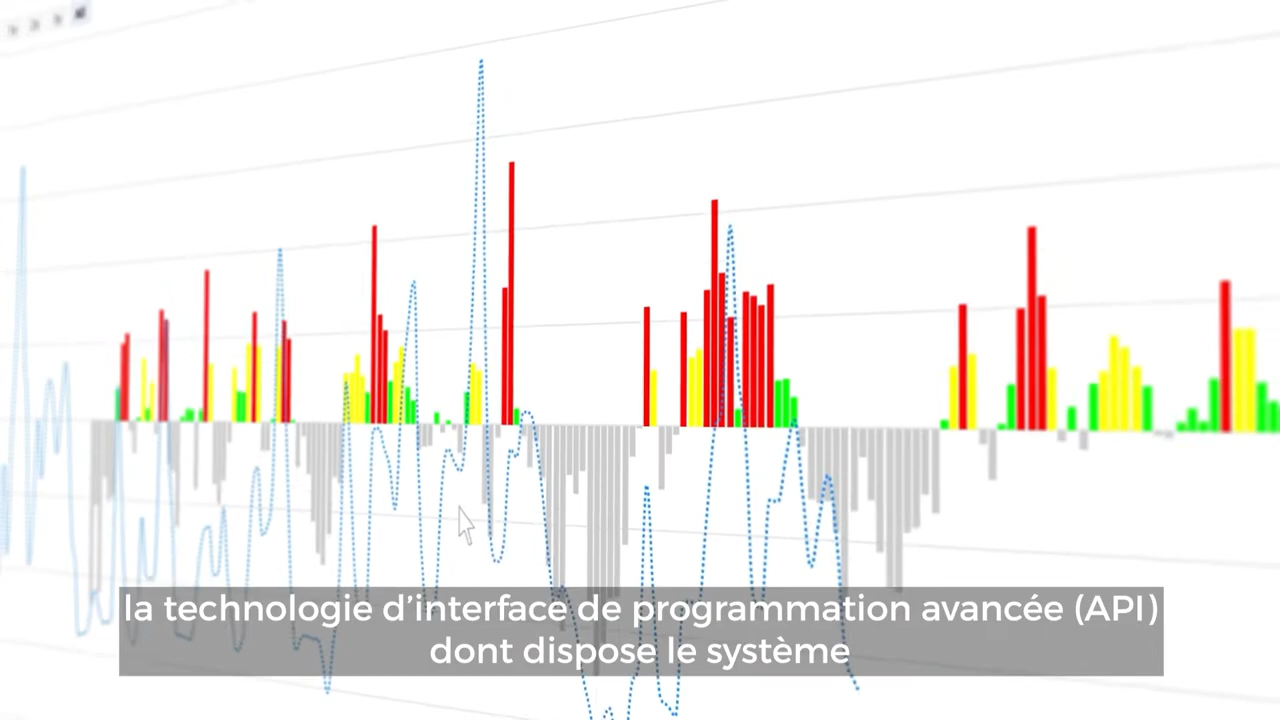 la technologie d’interface de programmation avancée (API)
dont dispose le système